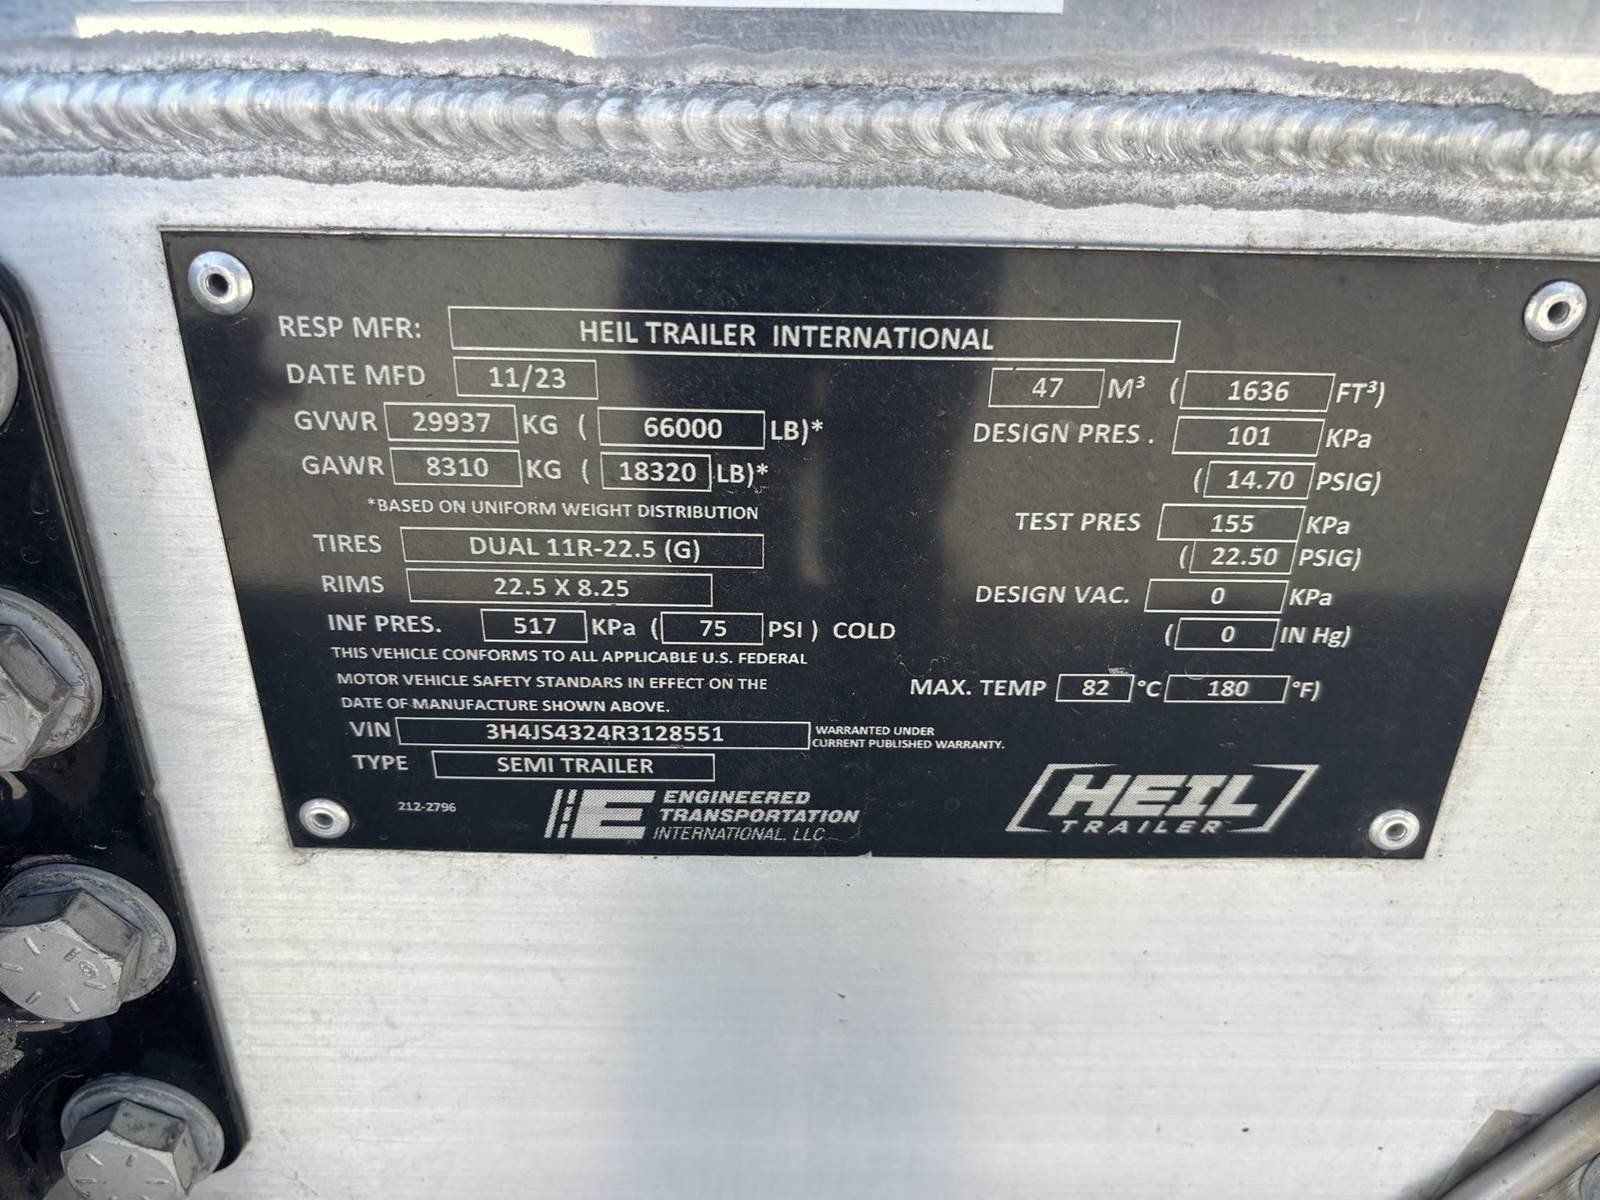 RESP MFR: HEIL TRAILER INTERNATIONAL
DATE MFD 11/23 47 M³ ( 1636 FT³)
GVWR 29937 KG ( 66000 LB)* DESIGN PRES . 101 KPa
GAWR 8310 KG ( 18320 LB)* ( 14.70 PSIG)
*BASED ON UNIFORM WEIGHT DISTRIBUTION
TEST PRES 155 KPa
TIRES DUAL 11R-22.5 (G) ( 22.50 PSIG)
RIMS 22.5 X 8.25 DESIGN VAC. 0 KPa
INF PRES. 517 KPa ( 75 PSI ) COLD ( 0 IN Hg)
THIS VEHICLE CONFORMS TO ALL APPLICABLE U.S. FEDERAL
MOTOR VEHICLE SAFETY STANDARS IN EFFECT ON THE
DATE OF MANUFACTURE SHOWN ABOVE.
MAX. TEMP 82 °C 180 °F)
VIN 3H4JS4324R3128551 WARRANTED UNDER
CURRENT PUBLISHED WARRANTY.
TYPE SEMI TRAILER
212-2796
E ENGINEERED
TRANSPORTATION
INTERNATIONAL, LLC
HEIL
TRAILER